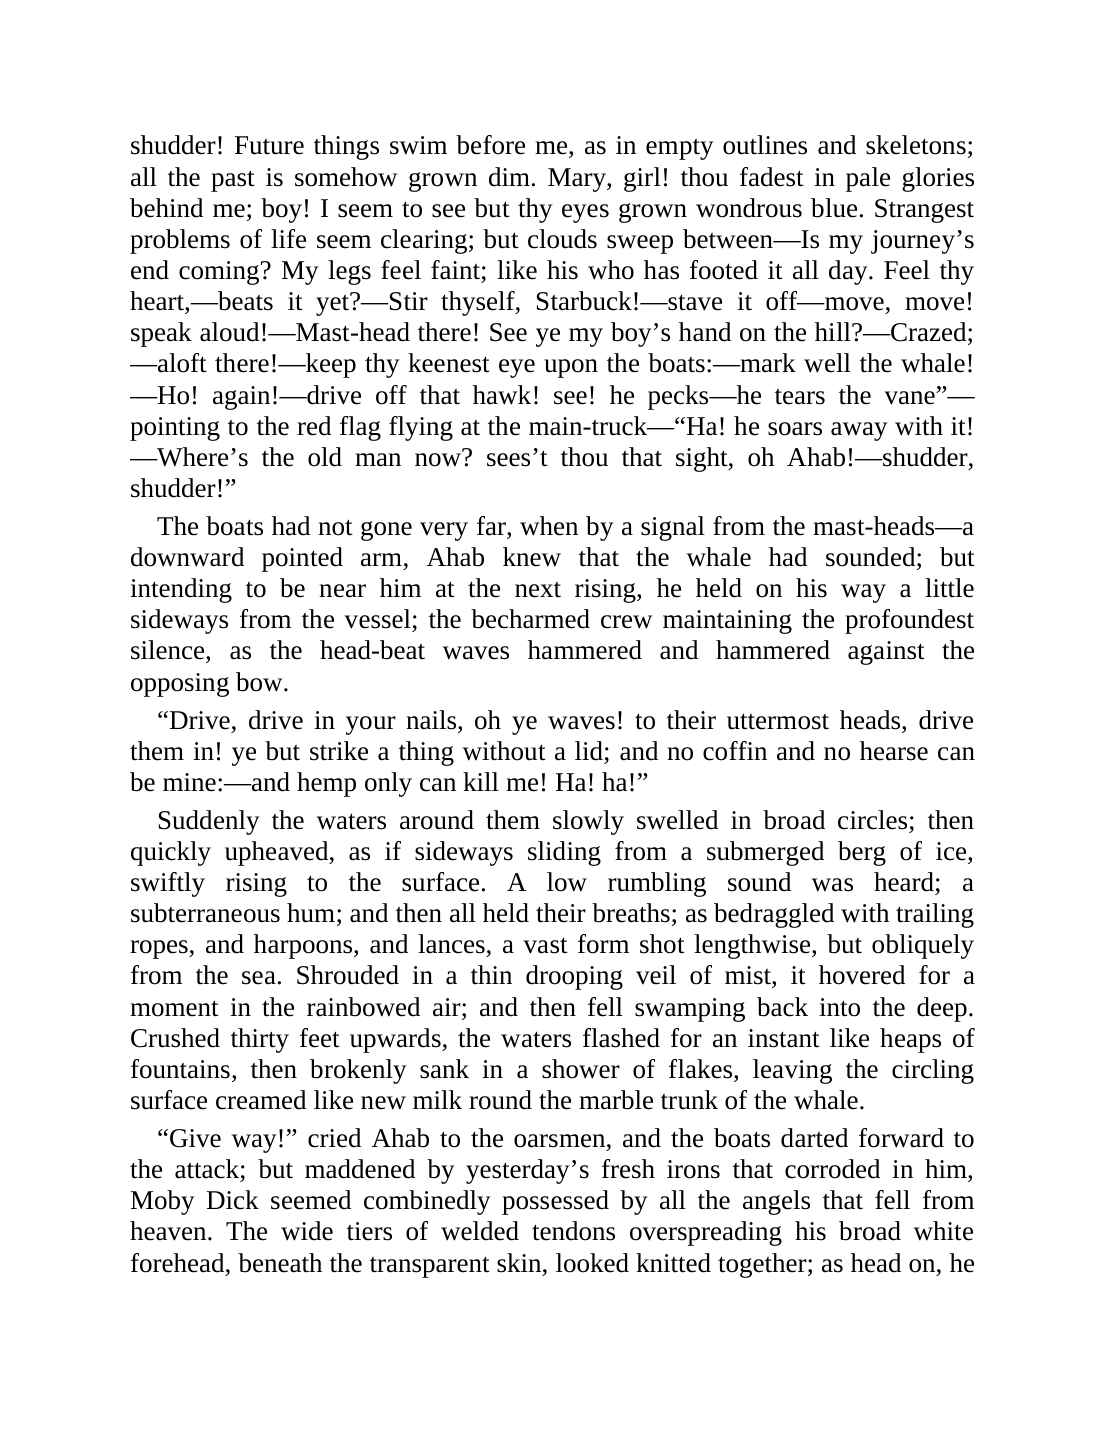 shudder! Future things swim before me, as in empty outlines and skeletons;
all the past is somehow grown dim. Mary, girl! thou fadest in pale glories
behind me; boy! I seem to see but thy eyes grown wondrous blue. Strangest
problems of life seem clearing; but clouds sweep between—Is my journey’s
end coming? My legs feel faint; like his who has footed it all day. Feel thy
heart,—beats it yet?—Stir thyself, Starbuck!—stave it off—move, move!
speak aloud!—Mast-head there! See ye my boy’s hand on the hill?—Crazed;
—aloft there!—keep thy keenest eye upon the boats:—mark well the whale!
—Ho! again!—drive off that hawk! see! he pecks—he tears the vane”—
pointing to the red flag flying at the main-truck—“Ha! he soars away with it!
—Where’s the old man now? sees’t thou that sight, oh Ahab!—shudder,
shudder!”
The boats had not gone very far, when by a signal from the mast-heads—a
downward pointed arm, Ahab knew that the whale had sounded; but
intending to be near him at the next rising, he held on his way a little
sideways from the vessel; the becharmed crew maintaining the profoundest
silence, as the head-beat waves hammered and hammered against the
opposing bow.
“Drive, drive in your nails, oh ye waves! to their uttermost heads, drive
them in! ye but strike a thing without a lid; and no coffin and no hearse can
be mine:—and hemp only can kill me! Ha! ha!”
Suddenly the waters around them slowly swelled in broad circles; then
quickly upheaved, as if sideways sliding from a submerged berg of ice,
swiftly rising to the surface. A low rumbling sound was heard; a
subterraneous hum; and then all held their breaths; as bedraggled with trailing
ropes, and harpoons, and lances, a vast form shot lengthwise, but obliquely
from the sea. Shrouded in a thin drooping veil of mist, it hovered for a
moment in the rainbowed air; and then fell swamping back into the deep.
Crushed thirty feet upwards, the waters flashed for an instant like heaps of
fountains, then brokenly sank in a shower of flakes, leaving the circling
surface creamed like new milk round the marble trunk of the whale.
“Give way!” cried Ahab to the oarsmen, and the boats darted forward to
the attack; but maddened by yesterday’s fresh irons that corroded in him,
Moby Dick seemed combinedly possessed by all the angels that fell from
heaven. The wide tiers of welded tendons overspreading his broad white
forehead, beneath the transparent skin, looked knitted together; as head on, he